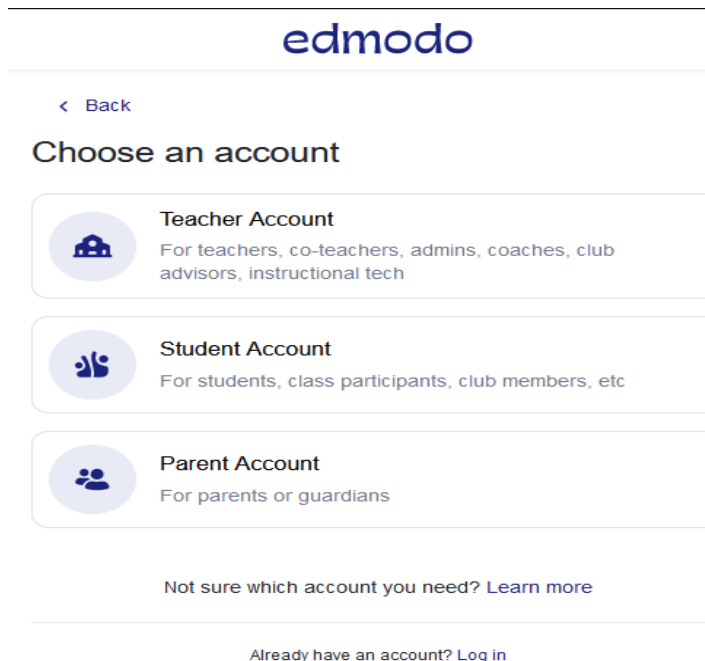 edmodo
Back
Choose an account
Teacher Account
For teachers, co-teachers, admins, coaches, club
advisors, instructional tech
Student Account
For students, class participants, club members, etc
Parent Account
For parents or guardians
Not sure which account you need? Learn more
Already have an account? Log in